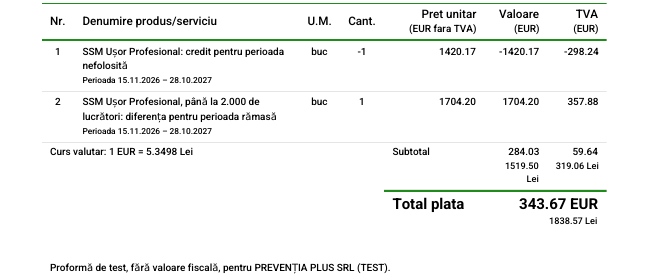 Nr. Denumire produs/serviciu U.M. Cant. Pret unitar (EUR fara TVA) Valoare (EUR) TVA (EUR)
1 SSM Ușor Profesional: credit pentru perioada buc -1 1420.17 -1420.17 -298.24
nefolosită
Perioada 15.11.2026 – 28.10.2027
2 SSM Ușor Profesional, până la 2.000 de buc 1 1704.20 1704.20 357.88
lucrători: diferența pentru perioada rămasă
Perioada 15.11.2026 – 28.10.2027
Curs valutar: 1 EUR = 5.3498 Lei Subtotal 284.03 59.64
1519.50 319.06 Lei
Lei
Total plata 343.67 EUR
1838.57 Lei
Proformă de test, fără valoare fiscală, pentru PREVENȚIA PLUS SRL (TEST).